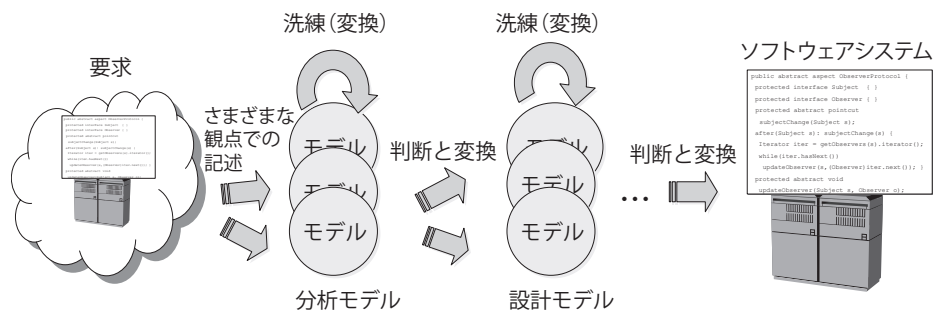 洗練（変換）
洗練（変換）
要求
ソフトウェアシステム
さまざまな
観点での
記述
モデル
モデル
モデル
分析モデル
判断と変換
モデル
モデル
モデル
設計モデル
…
判断と変換
public abstract aspect ObserverProtocol {
protected interface Subject { }
protected interface Observer { }
protected abstract pointcut
subjectChange(Subject s);
after(Subject s): subjectChange(s) {
Iterator iter = getObservers(s).iterator();
while(iter.hasNext())
updateObserver(s,(Observer)iter.next()); }
protected abstract void
updateObserver(Subject s, Observer o);